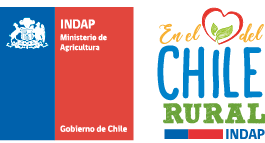 INDAP
Ministerio de
Agricultura
Gobierno de Chile
En el del
CHILE
RURAL
INDAP